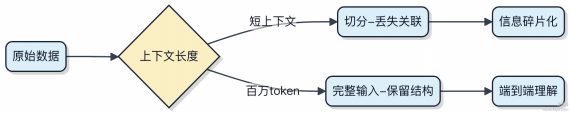 原始数据
上下文长度
短上下文
切分–丢失关联
信息碎片化
百万token
完整输入–保留结构
端到端理解